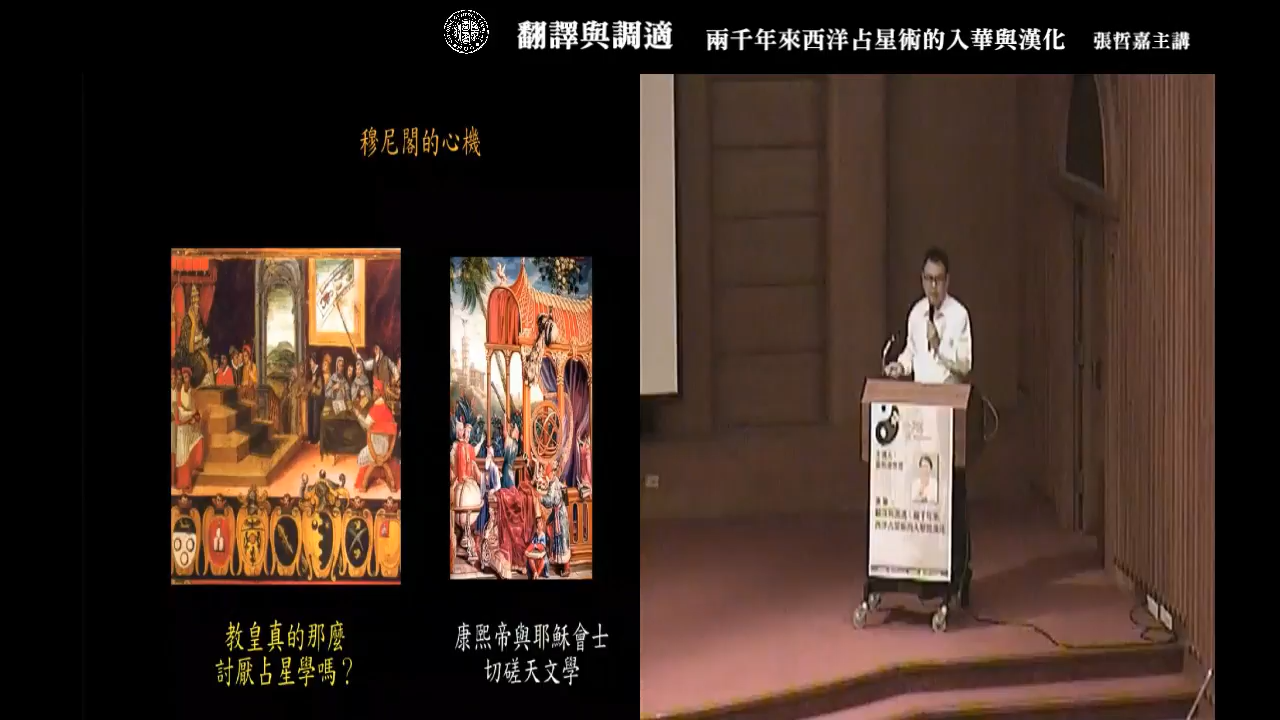 翻譯與調適 兩千年來西洋占星術的入華與漢化 張哲嘉主講
穆尼閣的心機
教皇真的那麼
討厭占星學嗎？
康熙帝與耶穌會士
切磋天文學